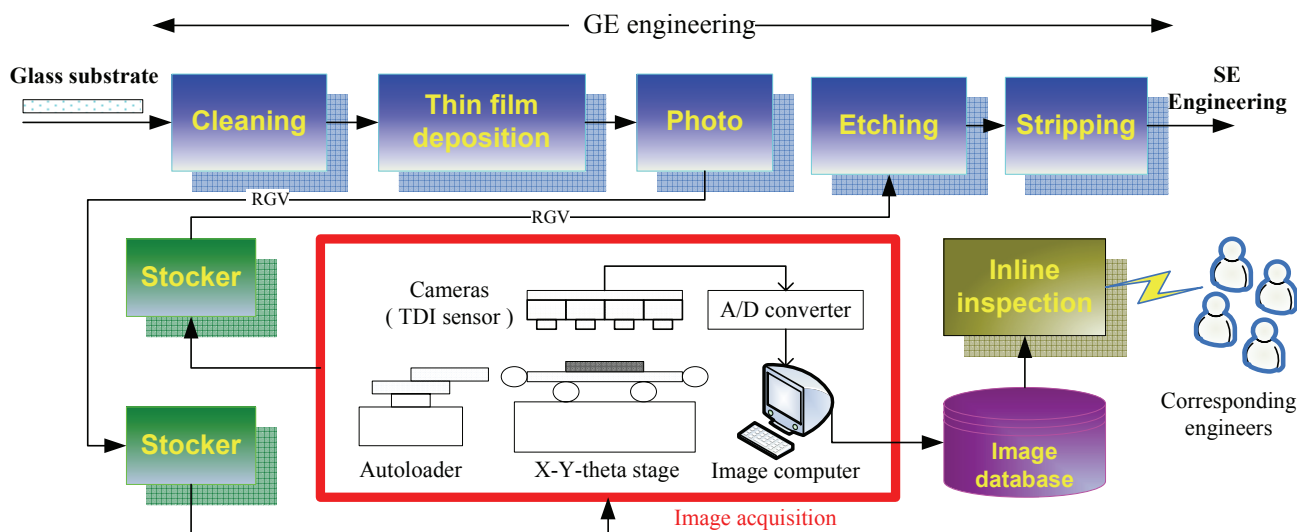 GE engineering
Glass substrate
SE
Engineering
Cleaning
Thin film
deposition
Photo
Etching
Stripping
RGV
RGV
Stocker
Cameras
( TDI sensor )
A/D converter
Inline
inspection
Stocker
Autoloader
X-Y-theta stage
Image computer
Image
database
Corresponding
engineers
Image acquisition